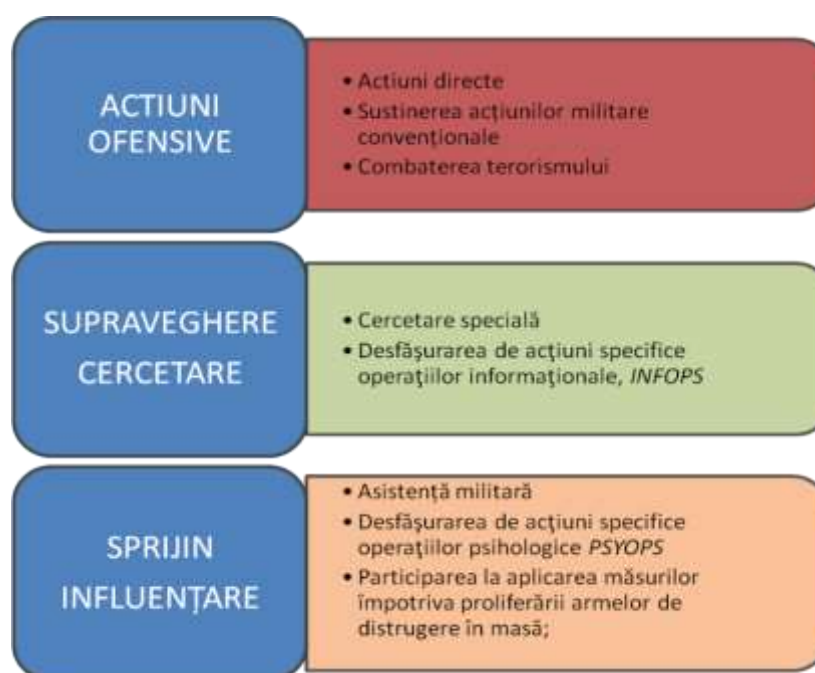 ACTIUNI
OFENSIVE
• Actiuni directe
• Sustinerea acţiunilor militare
convenționale
• Combaterea terorismului
SUPRAVEGHERE
CERCETARE
• Cercetare specială
• Desfăşurarea de acţiuni specifice
operaţiilor informaţionale, INFOPS
SPRIJIN
INFLUENȚARE
• Asistență militară
• Desfăşurarea de acţiuni specifice
operaţiilor psihologice PSYOPS
• Participarea la aplicarea măsurilor
împotriva proliferării armelor de
distrugere în masă;